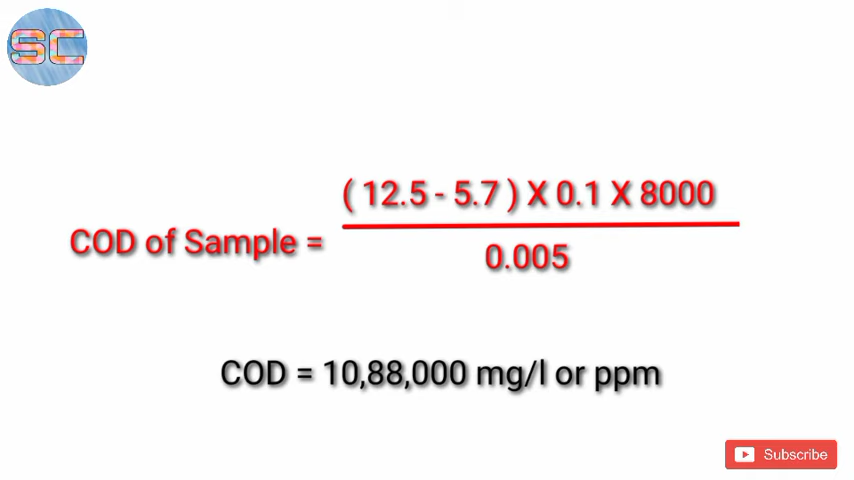 SC
( 12.5 - 5.7 ) X 0.1 X 8000
COD of Sample =
0.005
COD = 10,88,000 mg/l or ppm
Subscribe